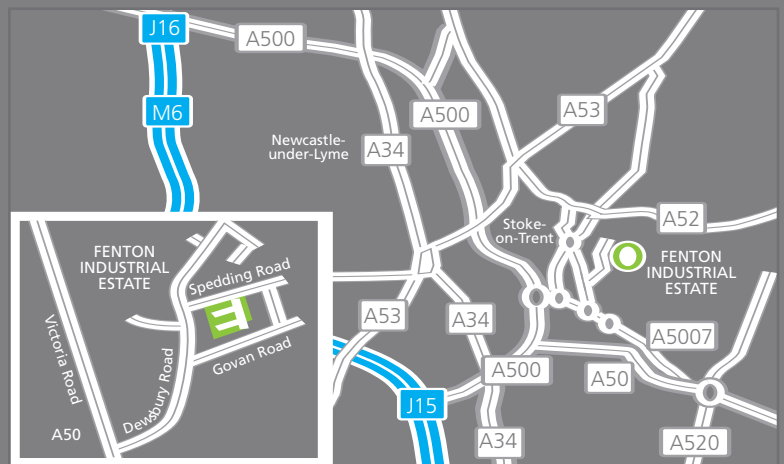 J16
A500
M6
A500
A53
Newcastle-
under-Lyme
A34
Stoke-
on-Trent
A52
FENTON
INDUSTRIAL
ESTATE
A53
A34
A5007
A500
A50
J15
A34
A520
FENTON
INDUSTRIAL
ESTATE
Spedding Road
Victoria Road
Govan Road
Dewsbury Road
A50